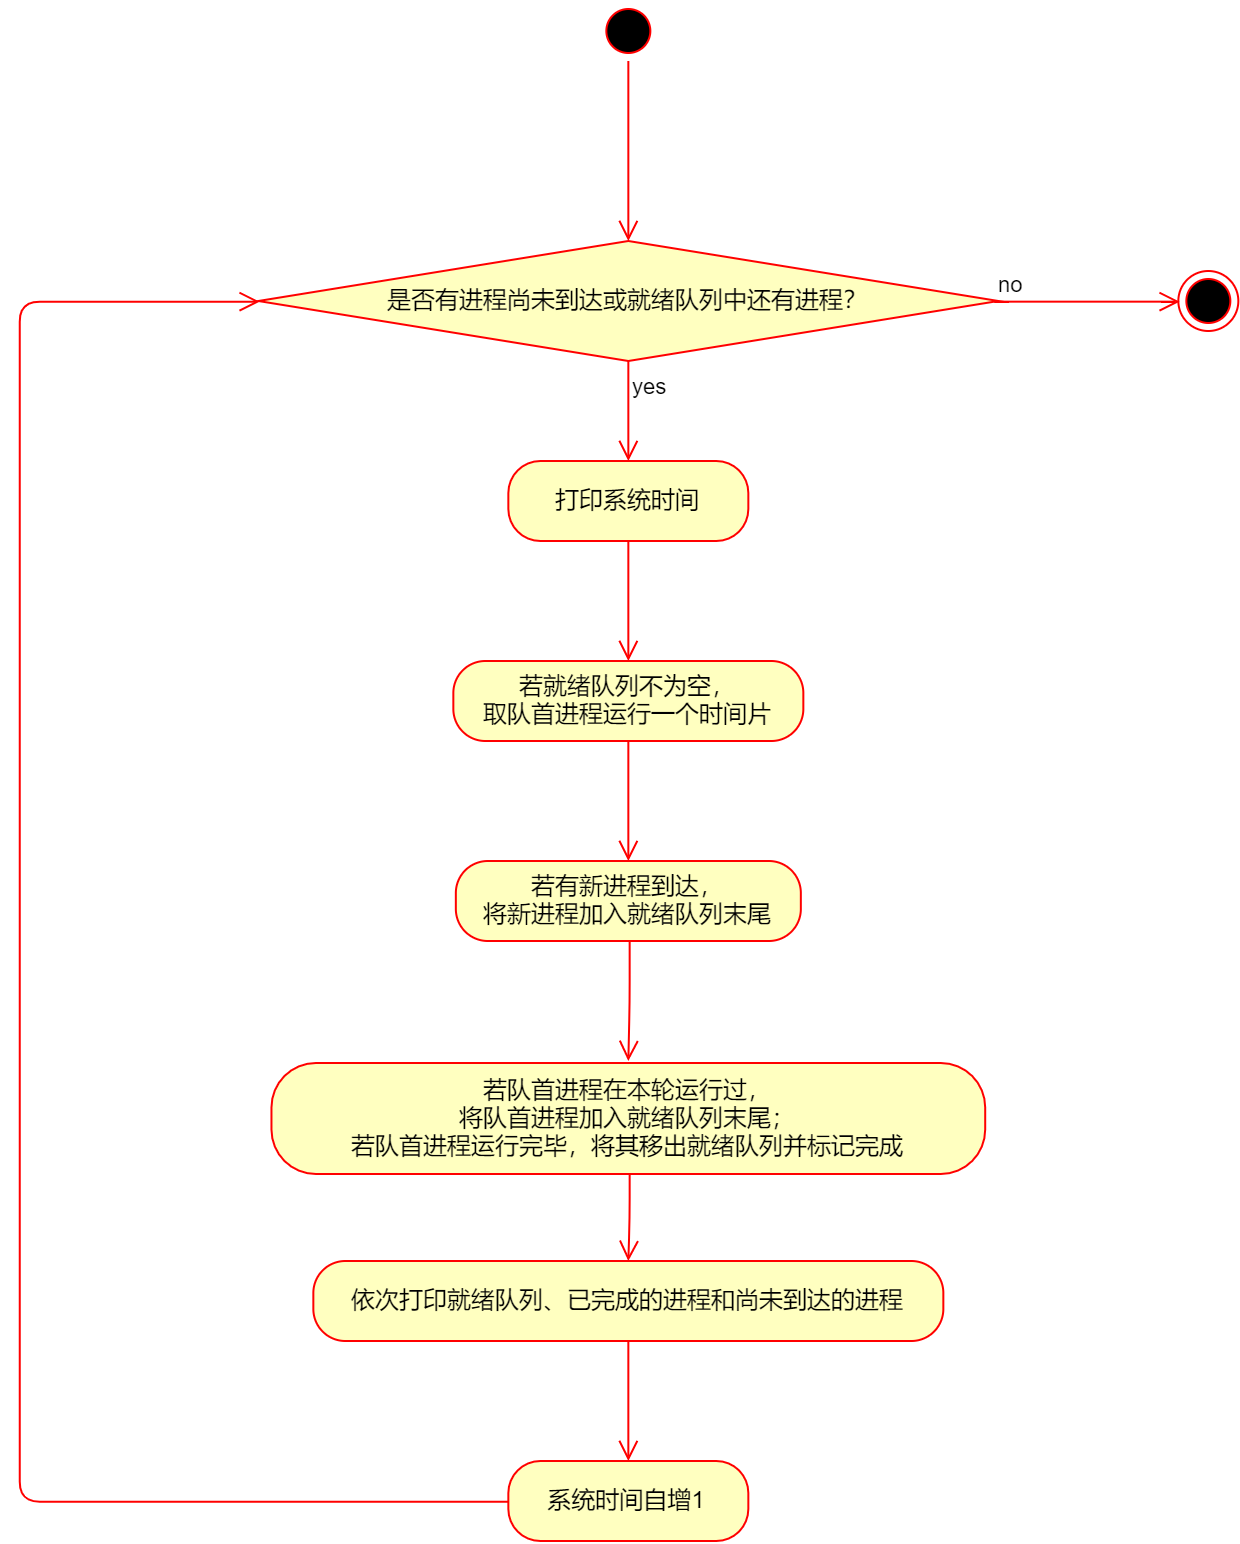 是否有进程尚未到达或就绪队列中还有进程？
no
yes
打印系统时间
若就绪队列不为空，
取队首进程运行一个时间片
若有新进程到达，
将新进程加入就绪队列末尾
若队首进程在本轮运行过，
将队首进程加入就绪队列末尾；
若队首进程运行完毕，将其移出就绪队列并标记完成
依次打印就绪队列、已完成的进程和尚未到达的进程
系统时间自增1